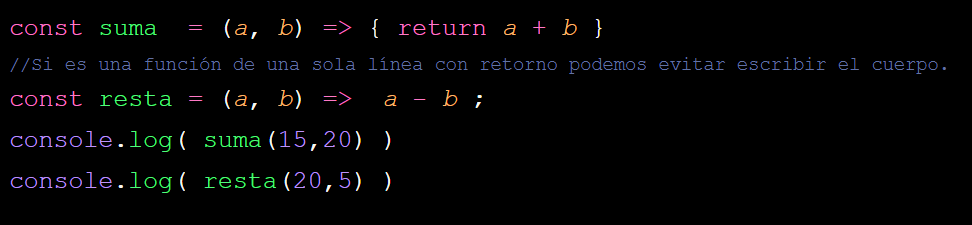 const suma  = (a, b) => { return a + b }
//Si es una función de una sola línea con retorno podemos evitar escribir el cuerpo.
const resta = (a, b) =>  a - b ;
console.log( suma(15,20) )
console.log( resta(20,5) )